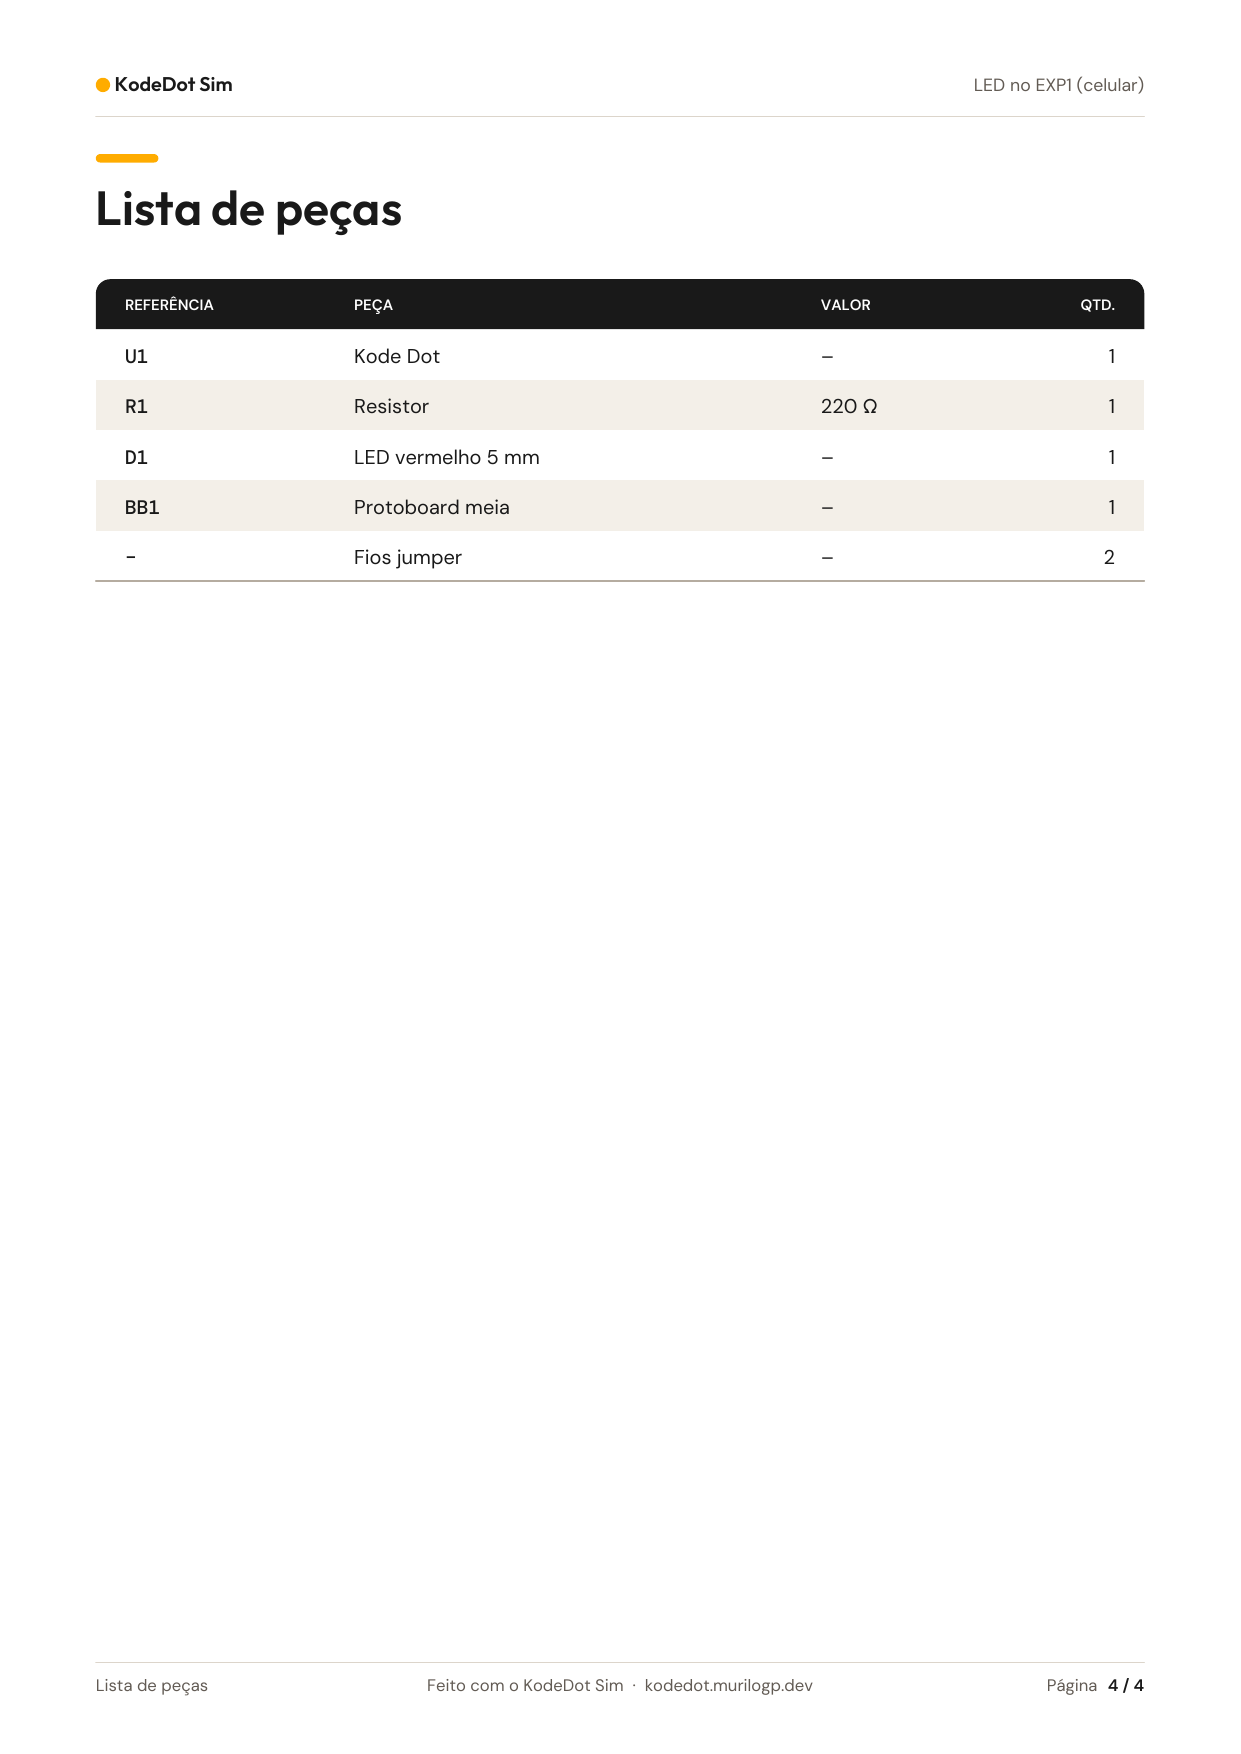 KodeDot Sim
LED no EXP1 (celular)
Lista de peças
REFERÊNCIA PEÇA VALOR QTD.
U1 Kode Dot – 1
R1 Resistor 220 Ω 1
D1 LED vermelho 5 mm – 1
BB1 Protoboard meia – 1
– Fios jumper – 2
Lista de peças
Feito com o KodeDot Sim · kodedot.murilogp.dev
Página 4 / 4